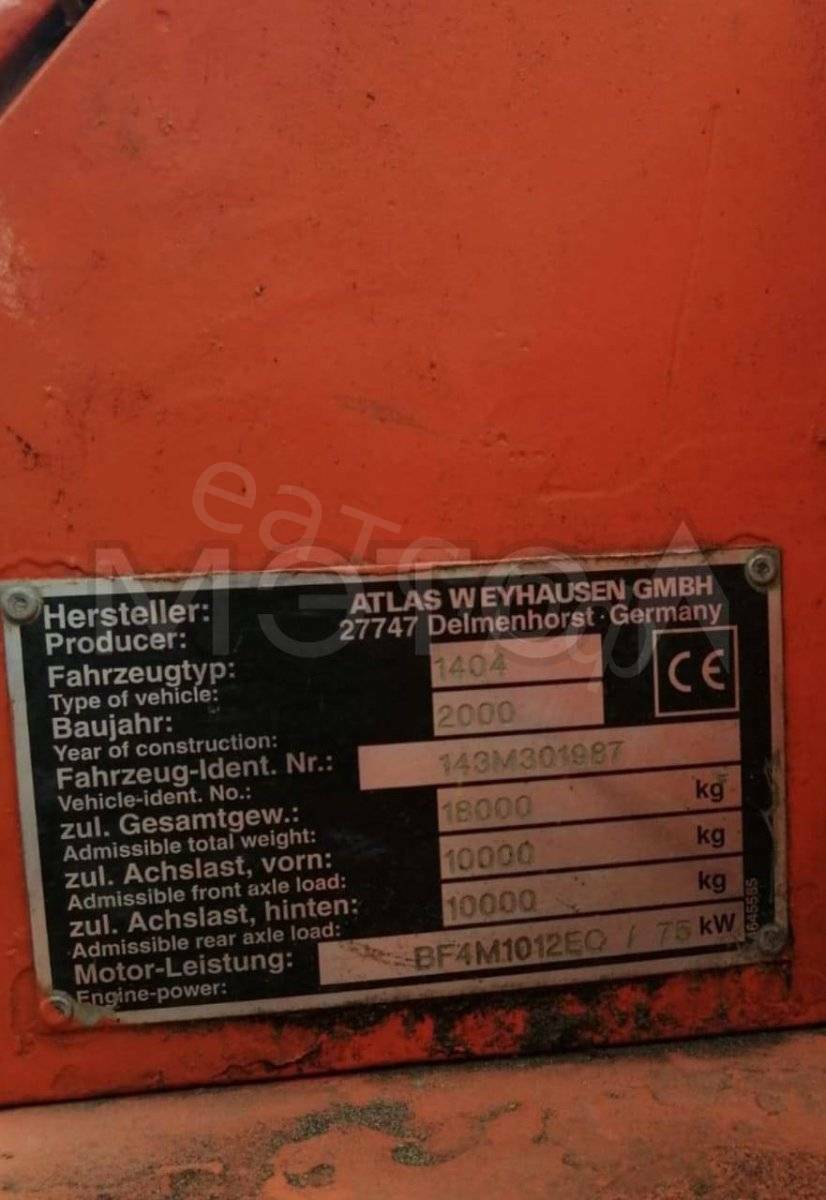 Hersteller: ATLAS WEYHAUSEN GMBH
Producer: 27747 Delmenhorst · Germany
Fahrzeugtyp: 1404 CE
Type of vehicle:
Baujahr: 2000
Year of construction:
Fahrzeug-Ident. Nr.: 143M301987
Vehicle-ident. No.:
zul. Gesamtgew.: 18000 kg
Admissible total weight:
zul. Achslast, vorn: 10000 kg
Admissible front axle load:
zul. Achslast, hinten: 10000 kg
Admissible rear axle load:
Motor-Leistung: BF4M1012EC / 75 kW
Engine-power: